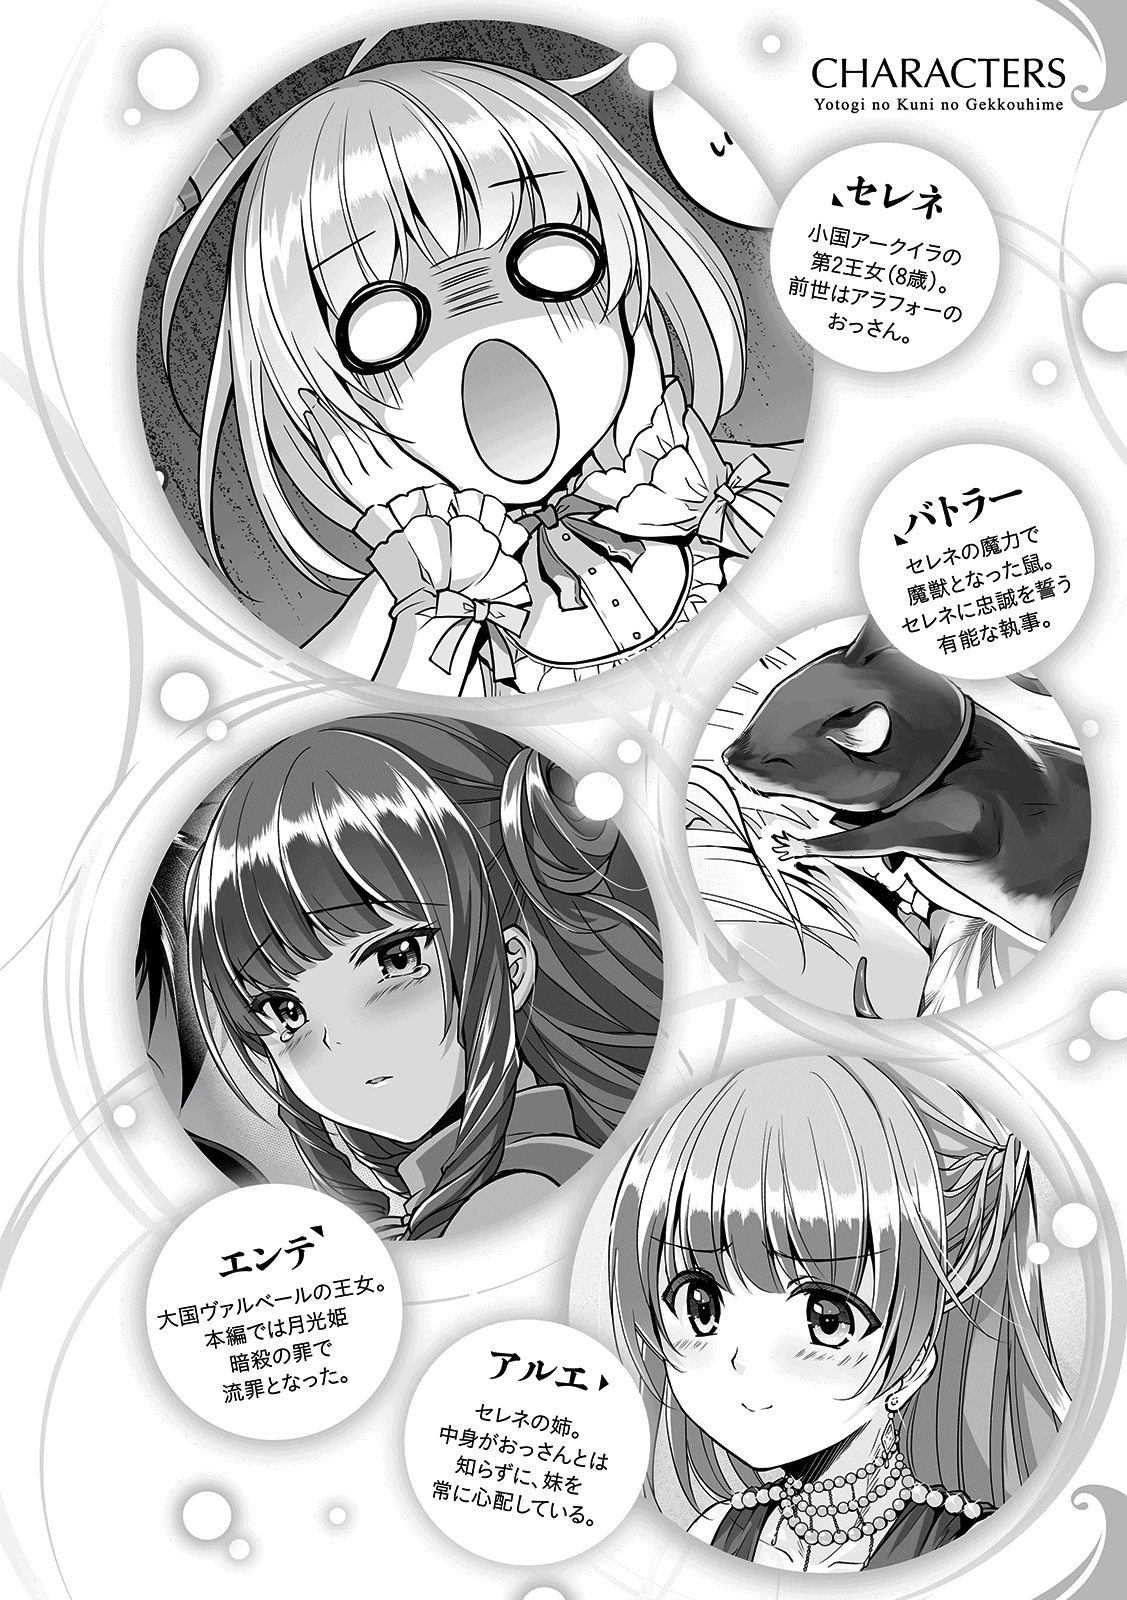 CHARACTERS
Yotogi no Kuni no Gekkouhime
い
セレネ
小国アークイラの
第2王女(8歳)。
前世はアラフォーの
おっさん。
バトラー
セレネの魔力で
魔獣となった鼠。
セレネに忠誠を誓う
有能な執事。
エンテ
大国ヴァルベールの王女。
本編では月光姫
暗殺の罪で
流罪となった。
アルエ
セレネの姉。
中身がおっさんとは
知らずに、妹を
常に心配している。